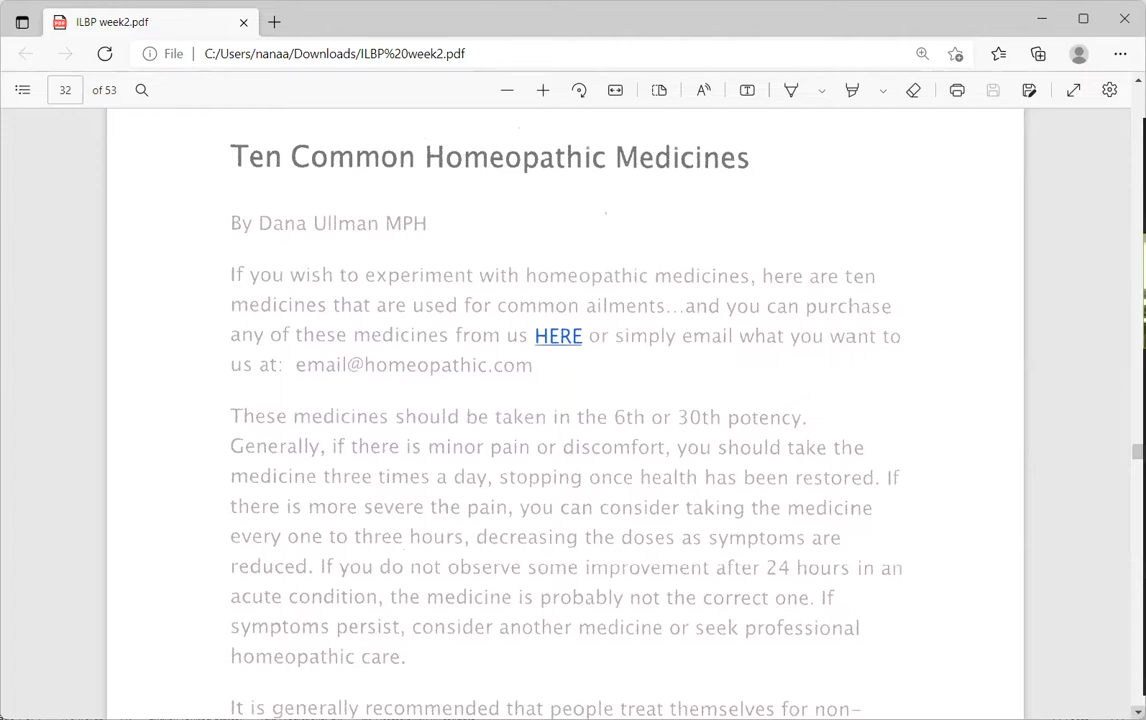 ILBP week2.pdf
File
C:/Users/nanaa/Downloads/ILBP%20week2.pdf
32 of 53
Ten Common Homeopathic Medicines
By Dana Ullman MPH
If you wish to experiment with homeopathic medicines, here are ten
medicines that are used for common ailments...and you can purchase
any of these medicines from us HERE or simply email what you want to
us at: email@homeopathic.com
These medicines should be taken in the 6th or 30th potency.
Generally, if there is minor pain or discomfort, you should take the
medicine three times a day, stopping once health has been restored. If
there is more severe the pain, you can consider taking the medicine
every one to three hours, decreasing the doses as symptoms are
reduced. If you do not observe some improvement after 24 hours in an
acute condition, the medicine is probably not the correct one. If
symptoms persist, consider another medicine or seek professional
homeopathic care.
It is generally recommended that people treat themselves for non-